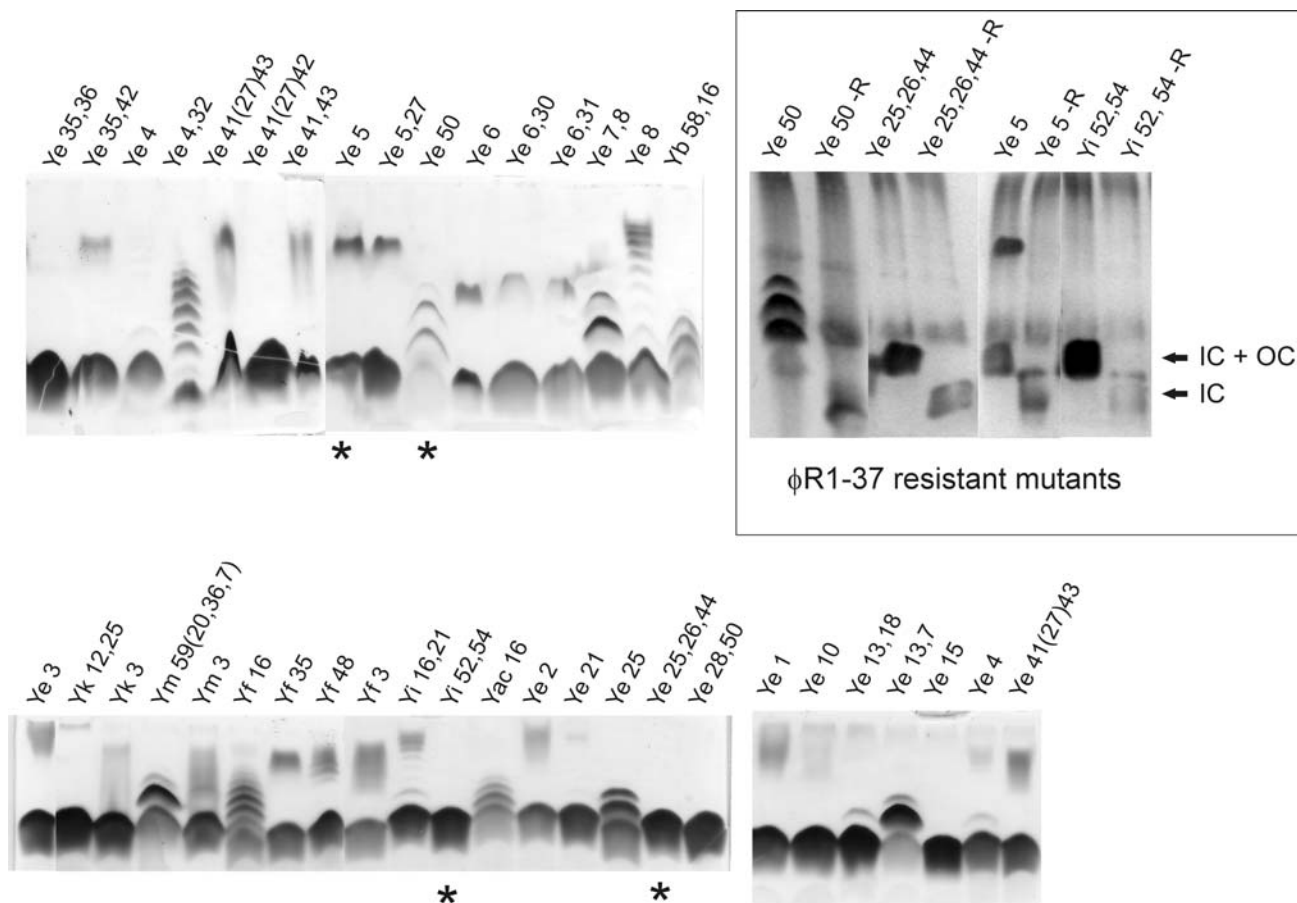 Ye 35,36
Ye 35,42
Ye 4
Ye 4,32
Ye 41(27)43
Ye 41(27)42
Ye 41,43
Ye 5
Ye 5,27
Ye 50
Ye 6
Ye 6,30
Ye 6,31
Ye 7,8
Ye 8
Yb 58,16
* *
Ye 50
Ye 50 -R
Ye 25,26,44
Ye 25,26,44 -R
Ye 5
Ye 5 -R
Yi 52,54
Yi 52, 54 -R
IC + OC
IC
ϕR1-37 resistant mutants
Ye 3
Yk 12,25
Yk 3
Ym 59(20,36,7)
Ym 3
Yf 16
Yf 35
Yf 48
Yf 3
Yi 16,21
Yi 52,54
Yac 16
Ye 2
Ye 21
Ye 25
Ye 25,26,44
Ye 28,50
* *
Ye 1
Ye 10
Ye 13,18
Ye 13,7
Ye 15
Ye 4
Ye 41((27)43